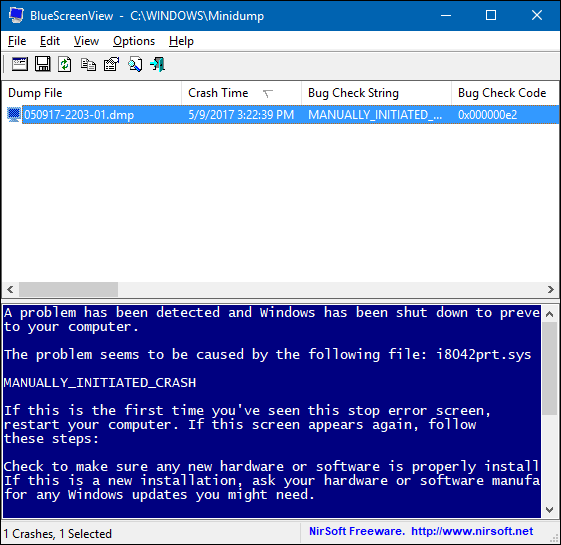 BlueScreenView - C:\WINDOWS\Minidump
File Edit View Options Help
Dump File Crash Time Bug Check String Bug Check Code
050917-2203-01.dmp 5/9/2017 3:22:39 PM MANUALLY_INITIATED_... 0x000000e2
A problem has been detected and Windows has been shut down to preve
to your computer.
The problem seems to be caused by the following file: i8042prt.sys
MANUALLY_INITIATED_CRASH
If this is the first time you've seen this stop error screen,
restart your computer. If this screen appears again, follow
these steps:
Check to make sure any new hardware or software is properly install
If this is a new installation, ask your hardware or software manufa
for any Windows updates you might need.
1 Crashes, 1 Selected NirSoft Freeware. http://www.nirsoft.net